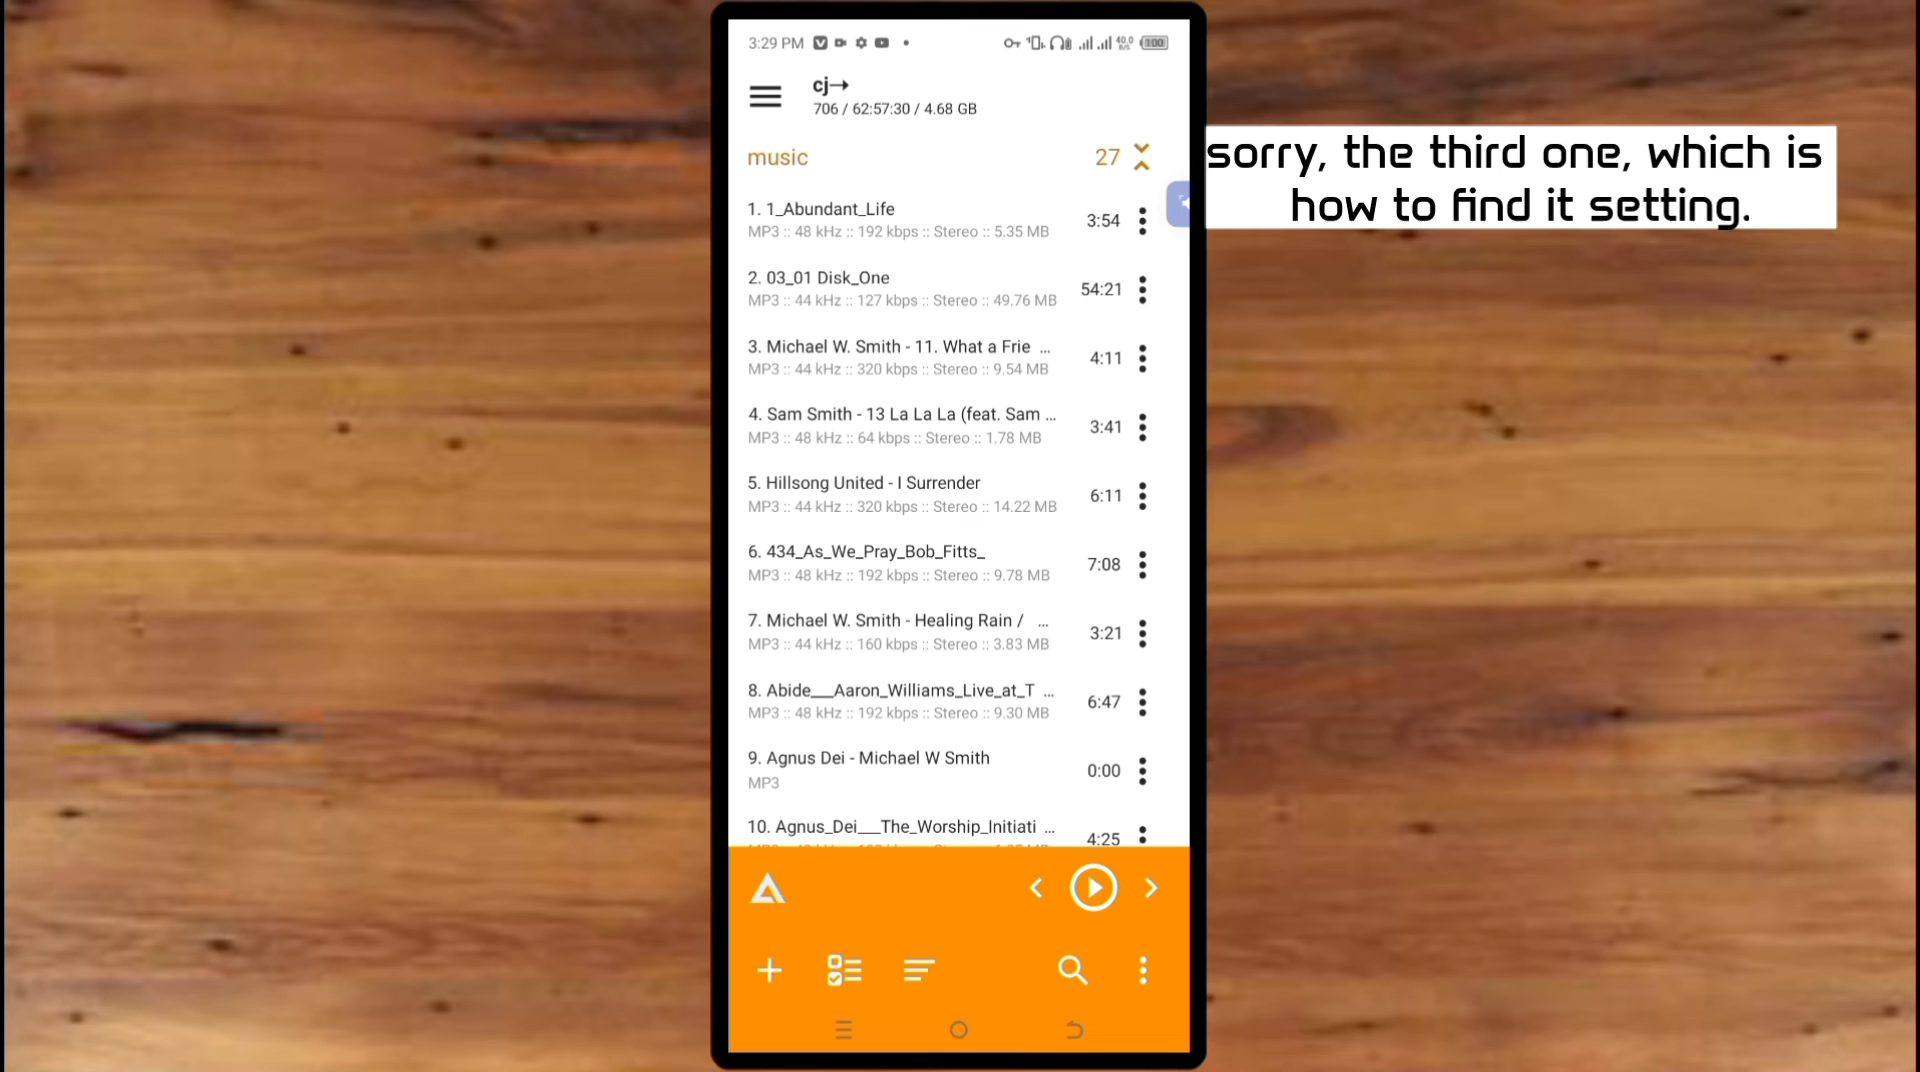 3:29 PM
40.0
B/S
100
cj→
706 / 62:57:30 / 4.68 GB
music
27
sorry, the third one, which is
how to find it setting.
1. 1_Abundant_Life
MP3 :: 48 kHz :: 192 kbps :: Stereo :: 5.35 MB
3:54
2. 03_01 Disk_One
MP3 :: 44 kHz :: 127 kbps :: Stereo :: 49.76 MB
54:21
3. Michael W. Smith - 11. What a Frie ...
MP3 :: 44 kHz :: 320 kbps :: Stereo :: 9.54 MB
4:11
4. Sam Smith - 13 La La La (feat. Sam ...
MP3 :: 48 kHz :: 64 kbps :: Stereo :: 1.78 MB
3:41
5. Hillsong United - I Surrender
MP3 :: 44 kHz :: 320 kbps :: Stereo :: 14.22 MB
6:11
6. 434_As_We_Pray_Bob_Fitts_
MP3 :: 48 kHz :: 192 kbps :: Stereo :: 9.78 MB
7:08
7. Michael W. Smith - Healing Rain / ...
MP3 :: 44 kHz :: 160 kbps :: Stereo :: 3.83 MB
3:21
8. Abide___Aaron_Williams_Live_at_T ...
MP3 :: 48 kHz :: 192 kbps :: Stereo :: 9.30 MB
6:47
9. Agnus Dei - Michael W Smith
MP3
0:00
10. Agnus_Dei___The_Worship_Initiati ...
4:25